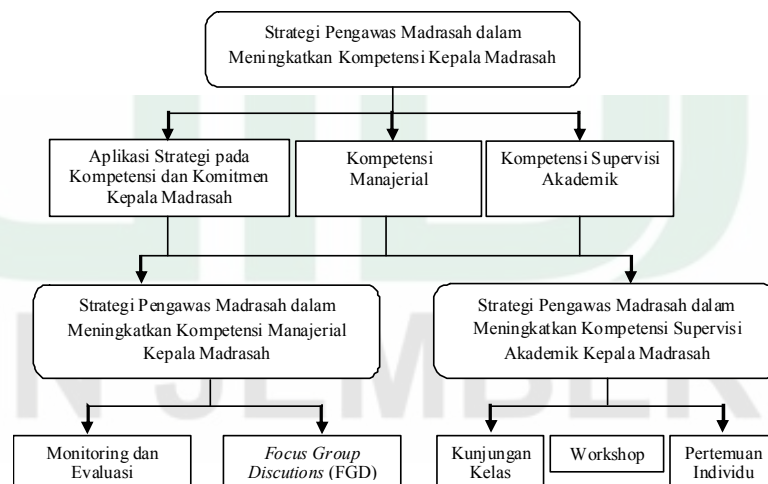 Strategi Pengawas Madrasah dalam
Meningkatkan Kompetensi Kepala Madrasah
Aplikasi Strategi pada
Kompetensi dan Komitmen
Kepala Madrasah
Kompetensi
Manajerial
Kompetensi Supervisi
Akademik
Strategi Pengawas Madrasah dalam
Meningkatkan Kompetensi Manajerial
Kepala Madrasah
Strategi Pengawas Madrasah dalam
Meningkatkan Kompetensi Supervisi
Akademik Kepala Madrasah
Monitoring dan
Evaluasi
Focus Group
Discutions (FGD)
Kunjungan
Kelas
Workshop
Pertemuan
Individu
N JEMBER